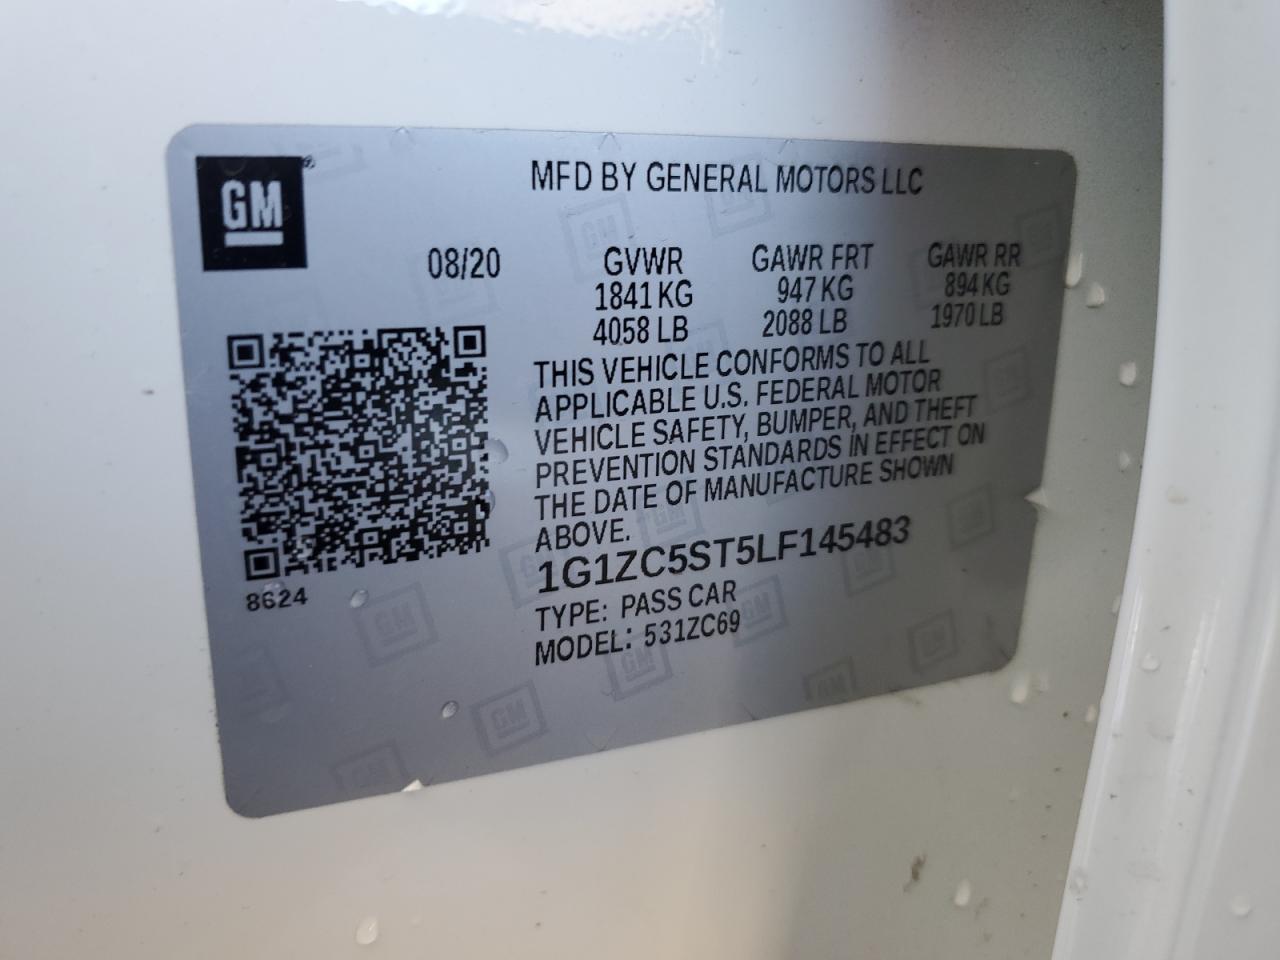 GM®
MFD BY GENERAL MOTORS LLC
08/20
GVWR
1841 KG
4058 LB
GAWR FRT
947 KG
2088 LB
GAWR RR
894 KG
1970 LB
THIS VEHICLE CONFORMS TO ALL
APPLICABLE U.S. FEDERAL MOTOR
VEHICLE SAFETY, BUMPER, AND THEFT
PREVENTION STANDARDS IN EFFECT ON
THE DATE OF MANUFACTURE SHOWN
ABOVE.
1G1ZC5ST5LF145483
TYPE: PASS CAR
MODEL: 531ZC69
8624